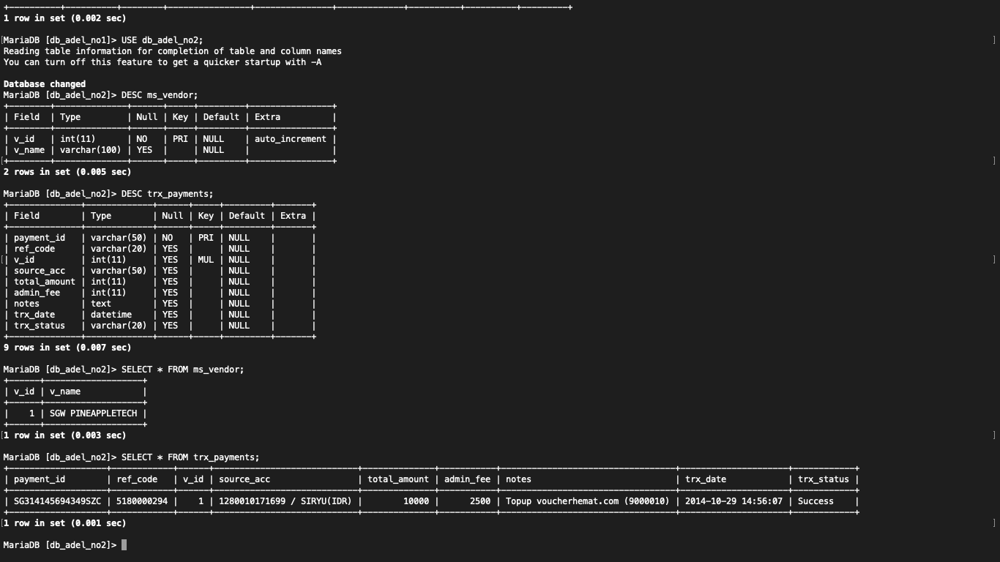 +----------+----------+--------+----------------+---------------+-------------+----------+----------+---------+
1 row in set (0.002 sec)
[MariaDB [db_adel_no1]> USE db_adel_no2; ]
Reading table information for completion of table and column names
You can turn off this feature to get a quicker startup with -A
Database changed
MariaDB [db_adel_no2]> DESC ms_vendor;
+--------+--------------+------+-----+---------+----------------+
| Field  | Type         | Null | Key | Default | Extra          |
+--------+--------------+------+-----+---------+----------------+
| v_id   | int(11)      | NO   | PRI | NULL    | auto_increment |
| v_name | varchar(100) | YES  |     | NULL    |                |
[+--------+--------------+------+-----+---------+----------------+ ]
2 rows in set (0.005 sec)
MariaDB [db_adel_no2]> DESC trx_payments;
+--------------+-------------+------+-----+---------+-------+
| Field        | Type        | Null | Key | Default | Extra |
+--------------+-------------+------+-----+---------+-------+
| payment_id   | varchar(50) | NO   | PRI | NULL    |       |
| ref_code     | varchar(20) | YES  |     | NULL    |       |
[| v_id         | int(11)     | YES  | MUL | NULL    |       | ]
| source_acc   | varchar(50) | YES  |     | NULL    |       |
| total_amount | int(11)     | YES  |     | NULL    |       |
| admin_fee    | int(11)     | YES  |     | NULL    |       |
| notes        | text        | YES  |     | NULL    |       |
| trx_date     | datetime    | YES  |     | NULL    |       |
| trx_status   | varchar(20) | YES  |     | NULL    |       |
+--------------+-------------+------+-----+---------+-------+
9 rows in set (0.007 sec)
MariaDB [db_adel_no2]> SELECT * FROM ms_vendor;
+------+-------------------+
| v_id | v_name            |
+------+-------------------+
|    1 | SGW PINEAPPLETECH |
+------+-------------------+
[1 row in set (0.003 sec) ]
MariaDB [db_adel_no2]> SELECT * FROM trx_payments;
+-------------------+------------+------+----------------------------+--------------+-----------+----------------------------------+---------------------+------------+
| payment_id        | ref_code   | v_id | source_acc                 | total_amount | admin_fee | notes                            | trx_date            | trx_status |
+-------------------+------------+------+----------------------------+--------------+-----------+----------------------------------+---------------------+------------+
| SG314145694349SZC | 5180000294 |    1 | 1280010171699 / SIRYU(IDR) |        10000 |      2500 | Topup voucherhemat.com (9000010) | 2014-10-29 14:56:07 | Success    |
+-------------------+------------+------+----------------------------+--------------+-----------+----------------------------------+---------------------+------------+
[1 row in set (0.001 sec) ]
MariaDB [db_adel_no2]>